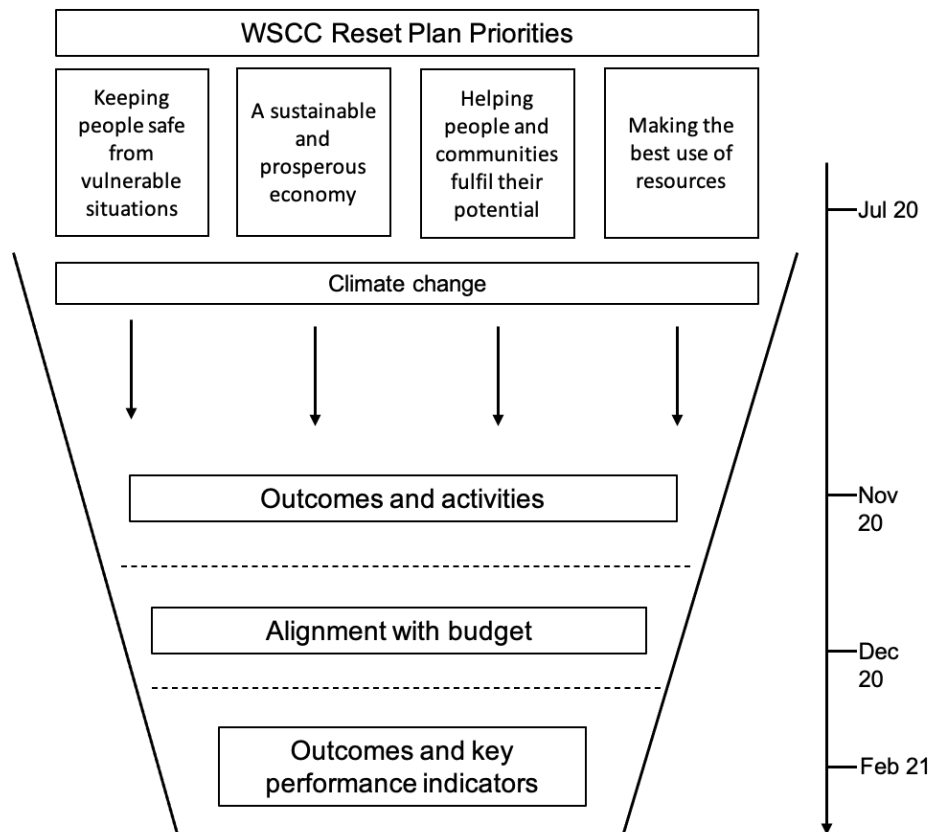 WSCC Reset Plan Priorities
Keeping
people safe
from
vulnerable
situations
A sustainable
and
prosperous
economy
Helping
people and
communities
fulfil their
potential
Making the
best use of
resources
Jul 20
Climate change
Outcomes and activities
Nov
20
Alignment with budget
Dec
20
Outcomes and key
performance indicators
Feb 21